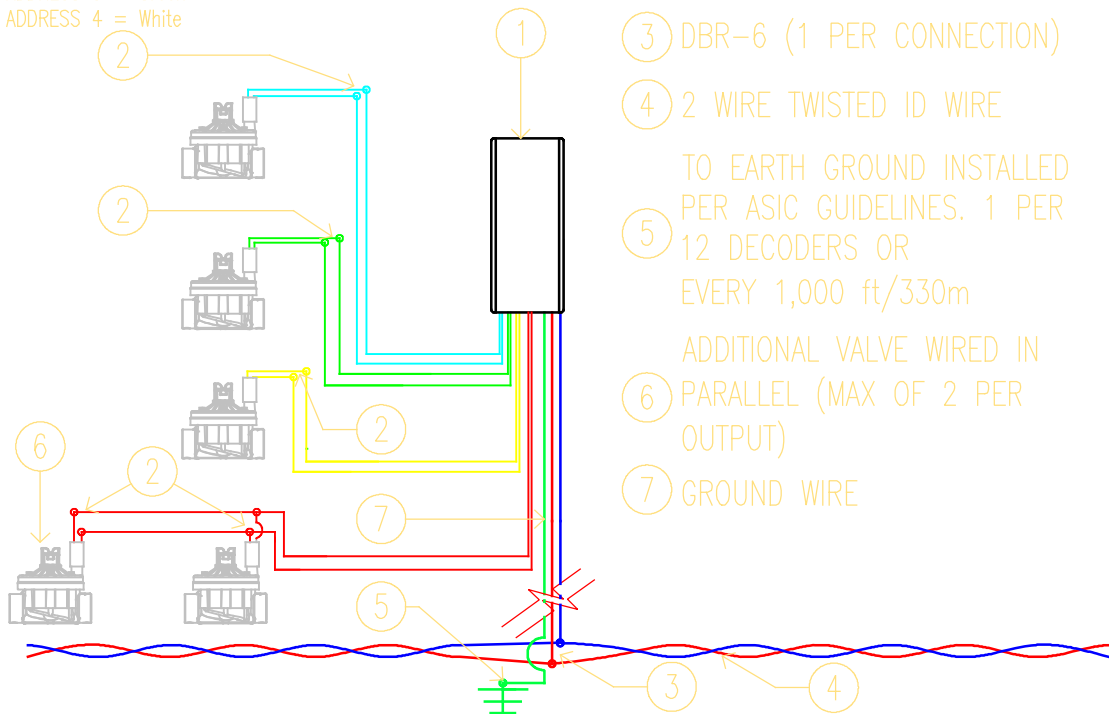 ADDRESS 4 = White
2
1
3 DBR-6 (1 PER CONNECTION)
4 2 WIRE TWISTED ID WIRE
TO EARTH GROUND INSTALLED
PER ASIC GUIDELINES. 1 PER
5
12 DECODERS OR
EVERY 1,000 ft/330m
2
ADDITIONAL VALVE WIRED IN
6 PARALLEL (MAX OF 2 PER
OUTPUT)
7 GROUND WIRE
2
6
2
7
5
3
4